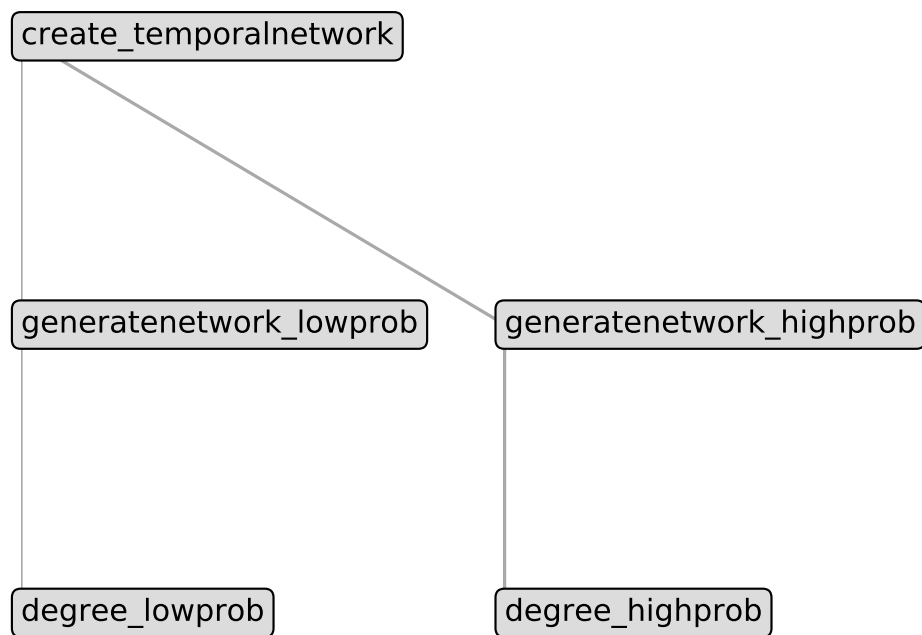 create_temporalnetwork
generatenetwork_lowprob
generatenetwork_highprob
degree_lowprob
degree_highprob